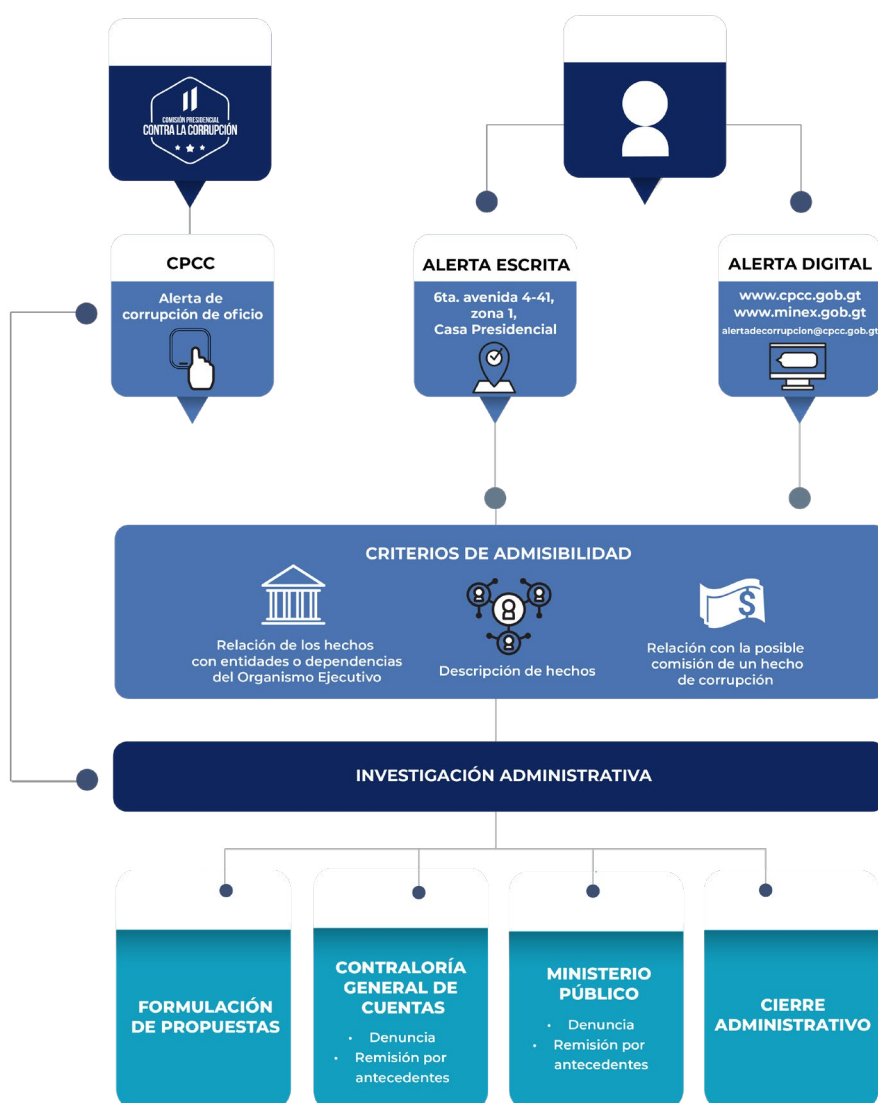 COMISIÓN PRESIDENCIAL
CONTRA LA CORRUPCIÓN
CPCC
Alerta de
corrupción de oficio
ALERTA ESCRITA
6ta. avenida 4-41,
zona 1,
Casa Presidencial
ALERTA DIGITAL
www.cpcc.gob.gt
www.minex.gob.gt
alertadecorrupcion@cpcc.gob.gt
CRITERIOS DE ADMISIBILIDAD
Relación de los hechos
con entidades o dependencias
del Organismo Ejecutivo
Descripción de hechos
$
Relación con la posible
comisión de un hecho
de corrupción
INVESTIGACIÓN ADMINISTRATIVA
FORMULACIÓN
DE PROPUESTAS
CONTRALORÍA
GENERAL DE
CUENTAS
• Denuncia
• Remisión por
antecedentes
MINISTERIO
PÚBLICO
• Denuncia
• Remisión por
antecedentes
CIERRE
ADMINISTRATIVO